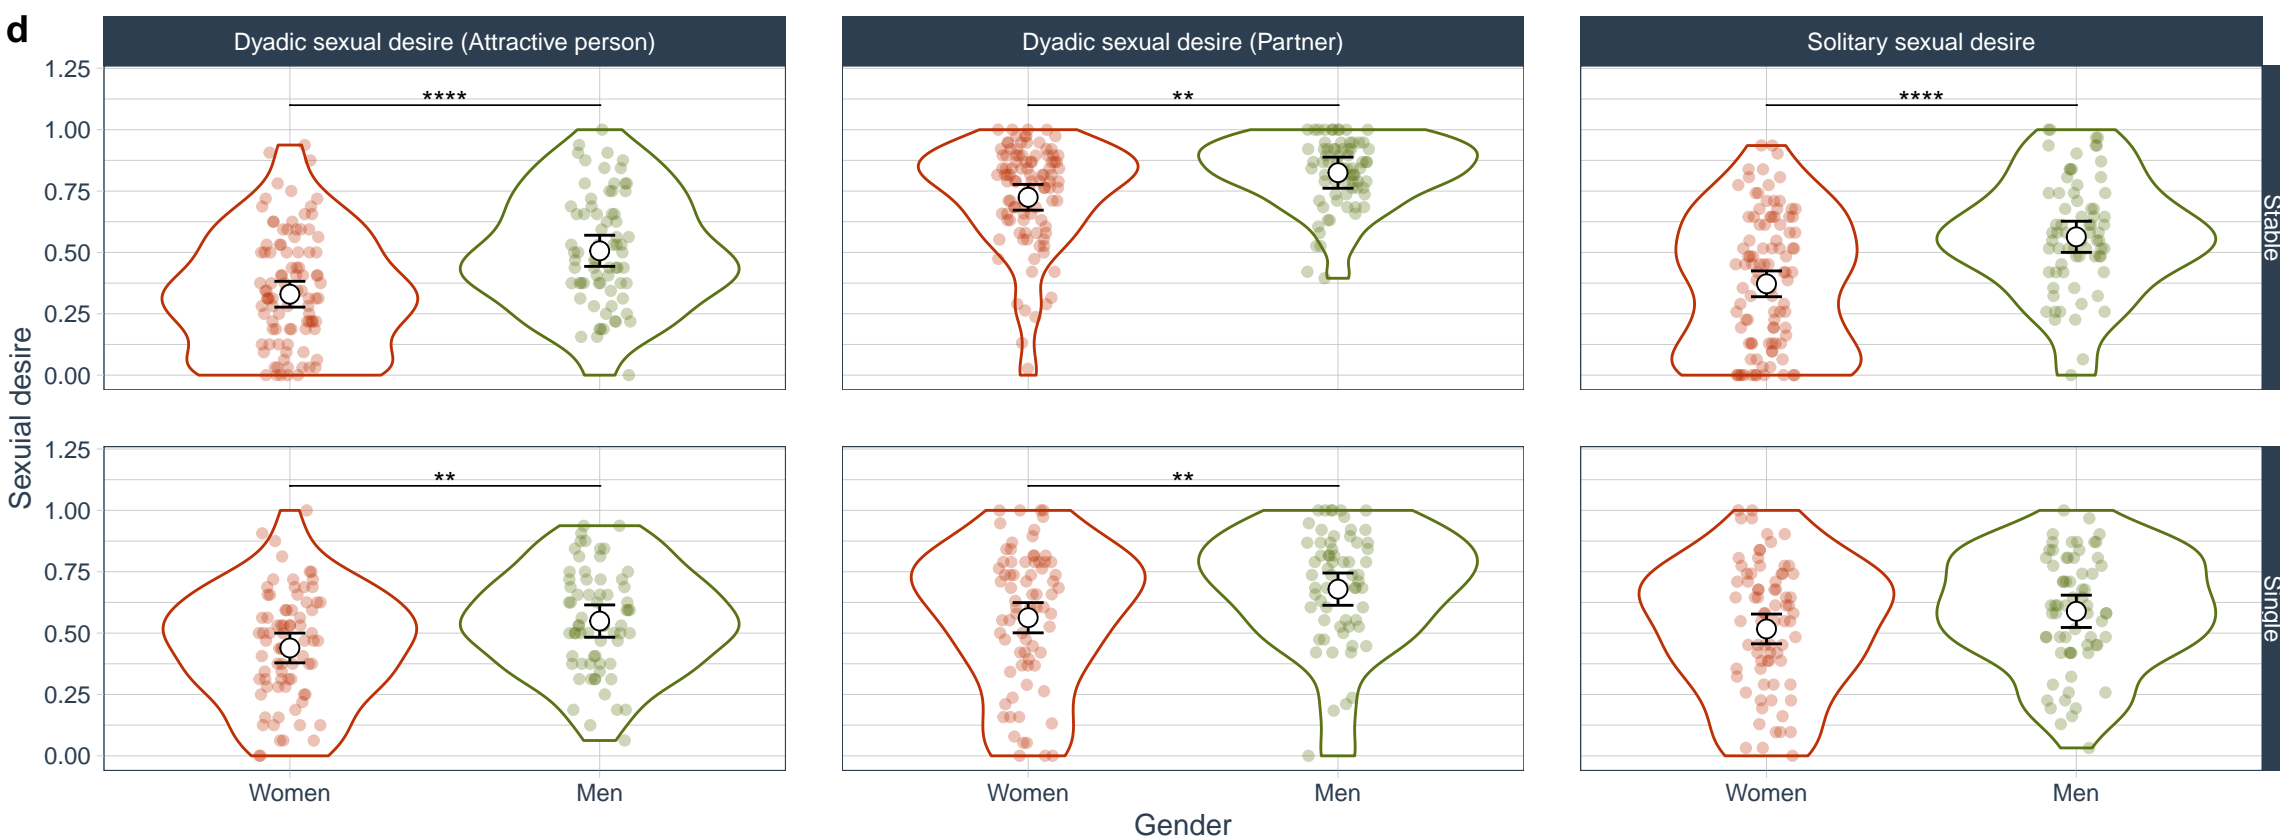 d
Dyadic sexual desire (Attractive person)
Dyadic sexual desire (Partner)
Solitary sexual desire
Sexuial desire
1.25
1.00
0.75
0.50
0.25
0.00
****
**
****
Stable
1.25
1.00
0.75
0.50
0.25
0.00
**
**
Single
Women
Men
Women
Men
Women
Men
Gender